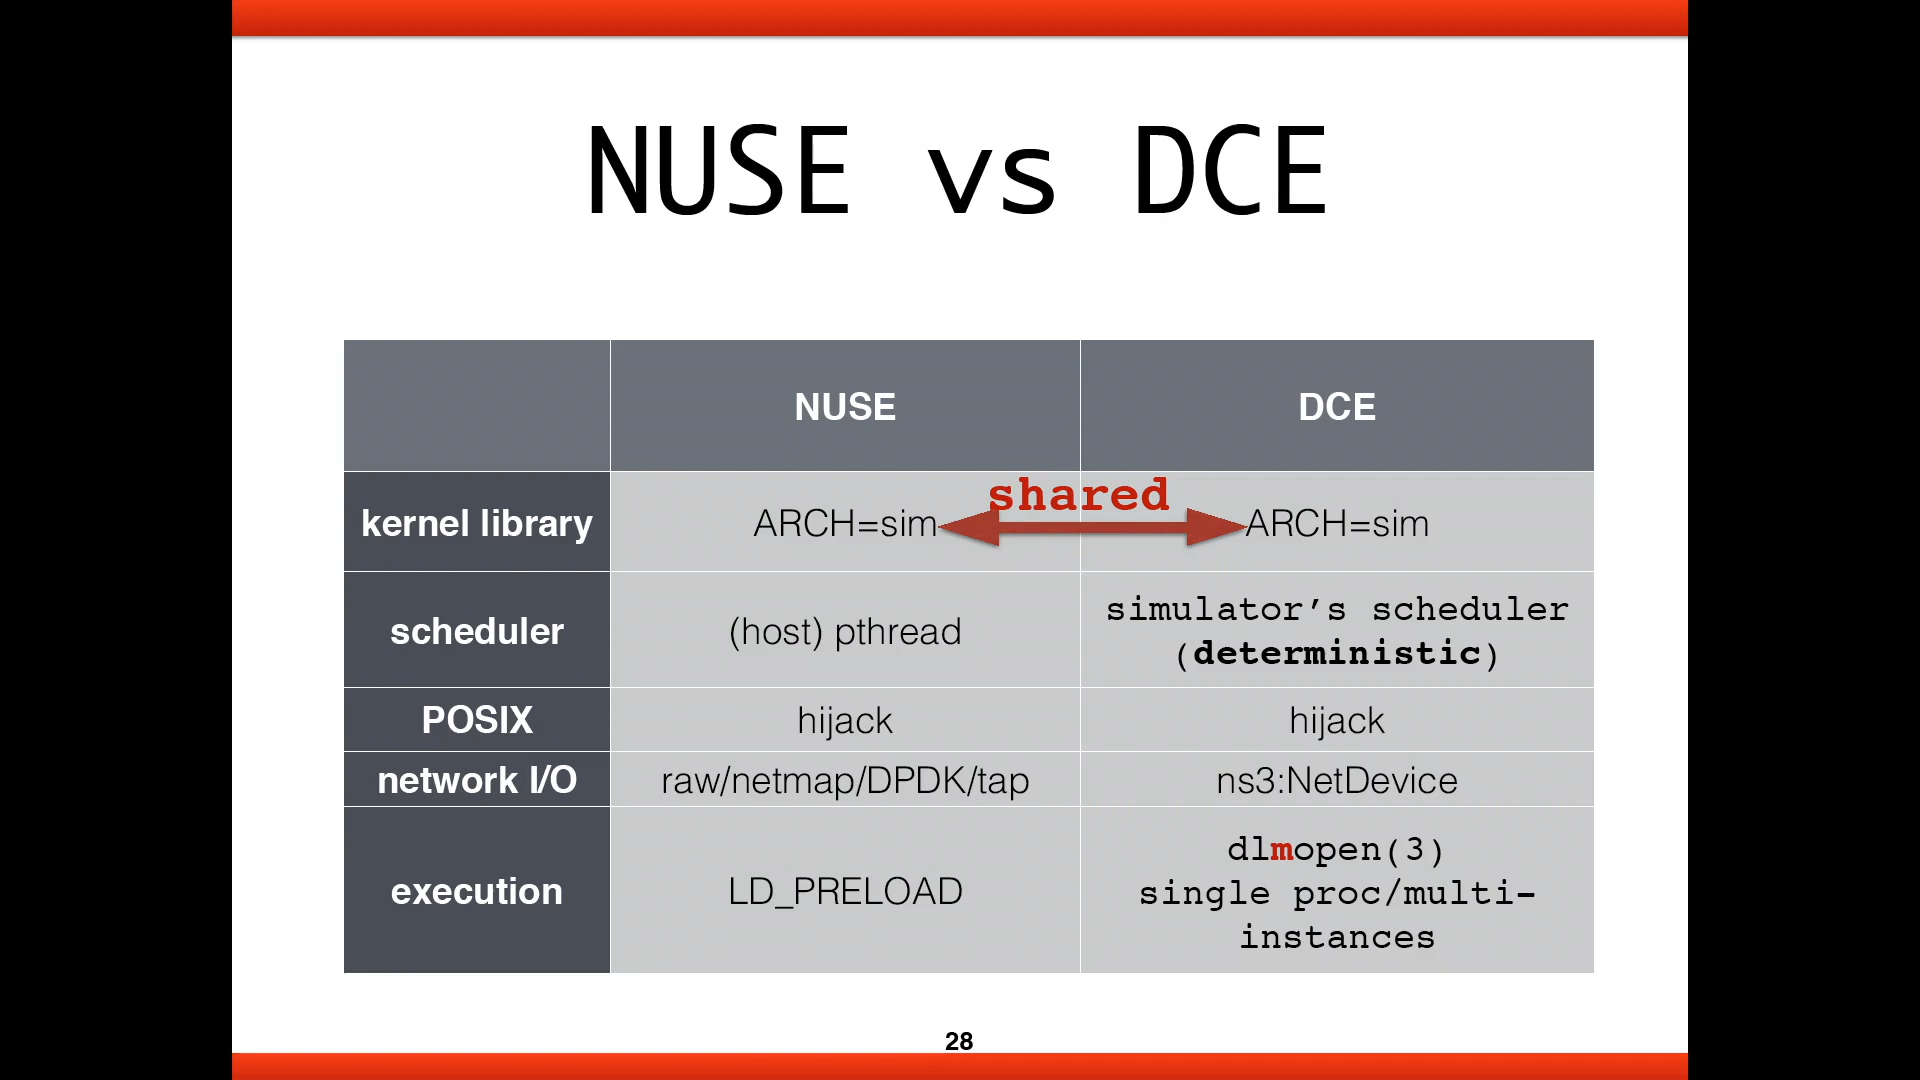 NUSE vs DCE
NUSE DCE
shared
kernel library ARCH=sim ARCH=sim
scheduler (host) pthread simulator’s scheduler
(deterministic)
POSIX hijack hijack
network I/O raw/netmap/DPDK/tap ns3:NetDevice
execution LD_PRELOAD dlmopen(3)
single proc/multi-
instances
28